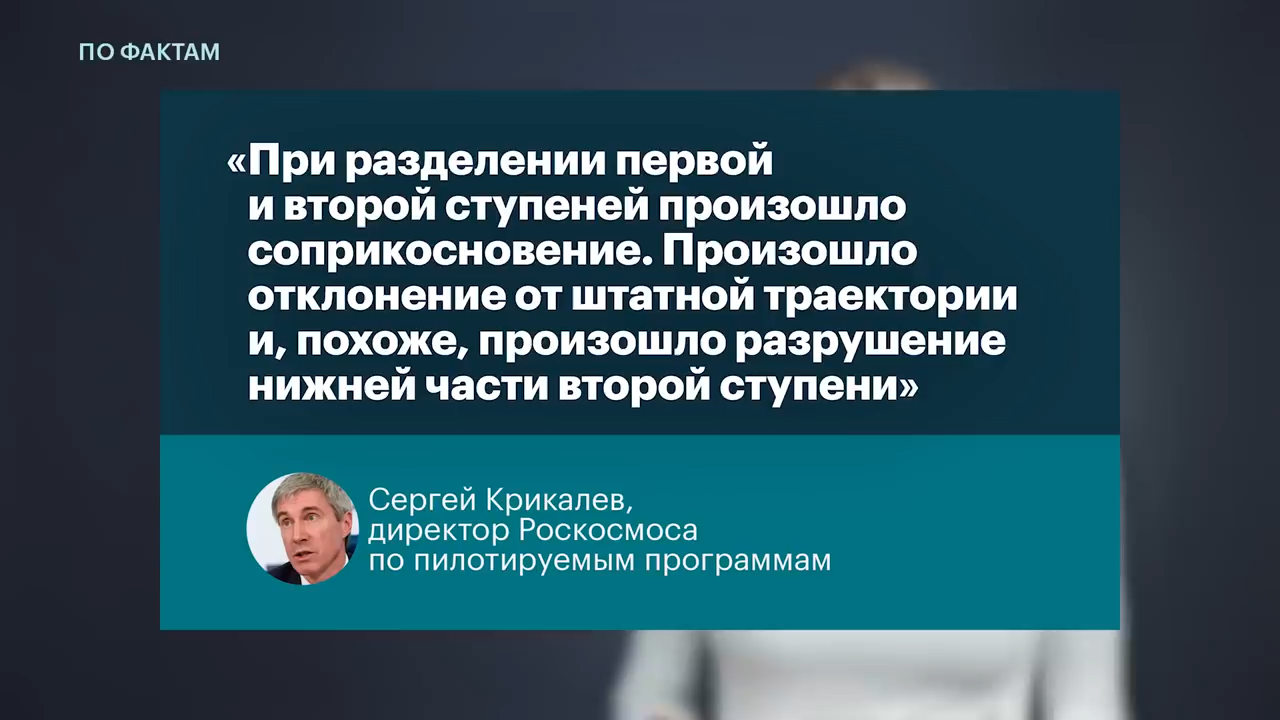 ПО ФАКТАМ
«При разделении первой
и второй ступеней произошло
соприкосновение. Произошло
отклонение от штатной траектории
и, похоже, произошло разрушение
нижней части второй ступени»
Сергей Крикалев,
директор Роскосмоса
по пилотируемым программам